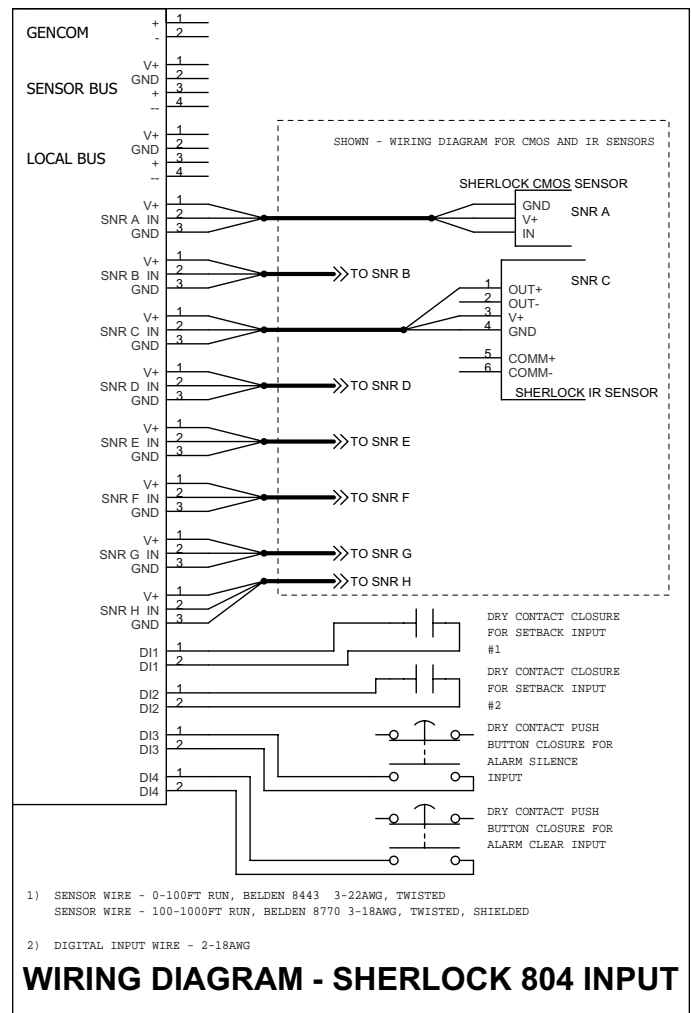 GENCOM
+ 1
- 2
SENSOR BUS
V+ 1
GND 2
+ 3
-- 4
LOCAL BUS
V+ 1
GND 2
+ 3
-- 4
SHOWN - WIRING DIAGRAM FOR CMOS AND IR SENSORS
V+ 1
SNR A IN 2
GND 3
SHERLOCK CMOS SENSOR
GND
V+
IN
SNR A
V+ 1
SNR B IN 2
GND 3
TO SNR B
V+ 1
SNR C IN 2
GND 3
SNR C
1 OUT+
2 OUT-
3 V+
4 GND
5 COMM+
6 COMM-
SHERLOCK IR SENSOR
V+ 1
SNR D IN 2
GND 3
TO SNR D
V+ 1
SNR E IN 2
GND 3
TO SNR E
V+ 1
SNR F IN 2
GND 3
TO SNR F
V+ 1
SNR G IN 2
GND 3
TO SNR G
V+ 1
SNR H IN 2
GND 3
TO SNR H
DI1 1
DI1 2
DRY CONTACT CLOSURE
FOR SETBACK INPUT
#1
DI2 1
DI2 2
DRY CONTACT CLOSURE
FOR SETBACK INPUT
#2
DI3 1
DI3 2
DRY CONTACT PUSH
BUTTON CLOSURE FOR
ALARM SILENCE
INPUT
DI4 1
DI4 2
DRY CONTACT PUSH
BUTTON CLOSURE FOR
ALARM CLEAR INPUT
1) SENSOR WIRE - 0-100FT RUN, BELDEN 8443 3-22AWG, TWISTED
SENSOR WIRE - 100-1000FT RUN, BELDEN 8770 3-18AWG, TWISTED, SHIELDED
2) DIGITAL INPUT WIRE - 2-18AWG
WIRING DIAGRAM - SHERLOCK 804 INPUT